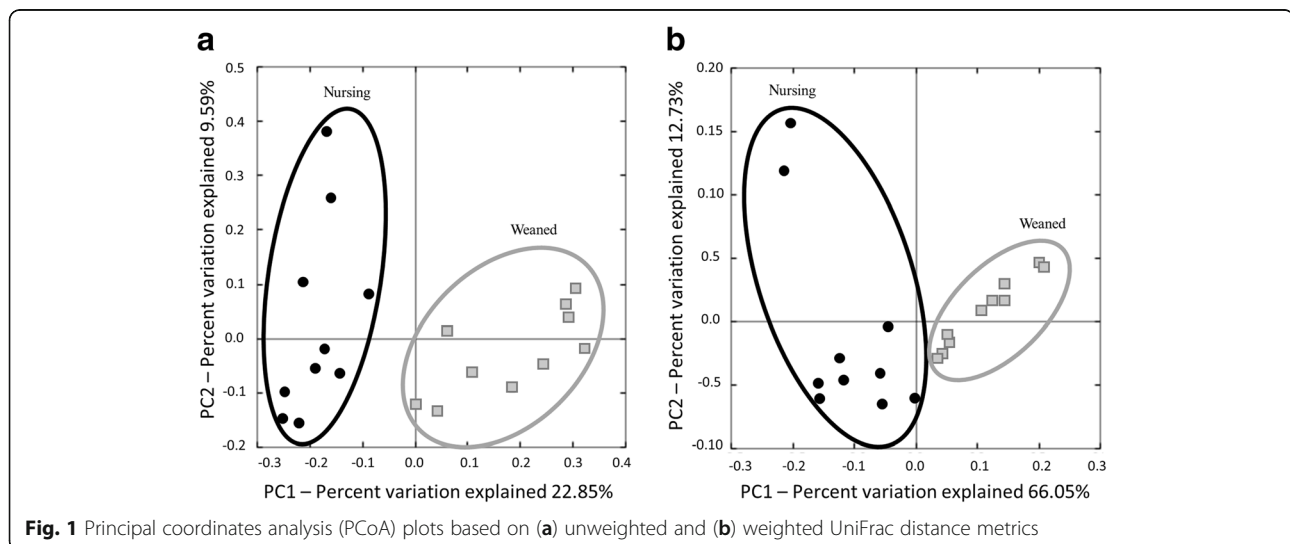 a
0.5
0.4
0.3
0.2
0.1
0.0
-0.1
-0.2
PC2 – Percent variation explained 9.59%
Nursing
Weaned
-0.3 -0.2 -0.1 0.0 0.1 0.2 0.3 0.4
PC1 – Percent variation explained 22.85%
b
0.20
0.15
0.10
0.5
0.0
-0.5
-0.10
PC2 – Percent variation explained 12.73%
Nursing
Weaned
-0.3 -0.2 -0.1 0.0 0.1 0.2 0.3
PC1 – Percent variation explained 66.05%
Fig. 1 Principal coordinates analysis (PCoA) plots based on (a) unweighted and (b) weighted UniFrac distance metrics